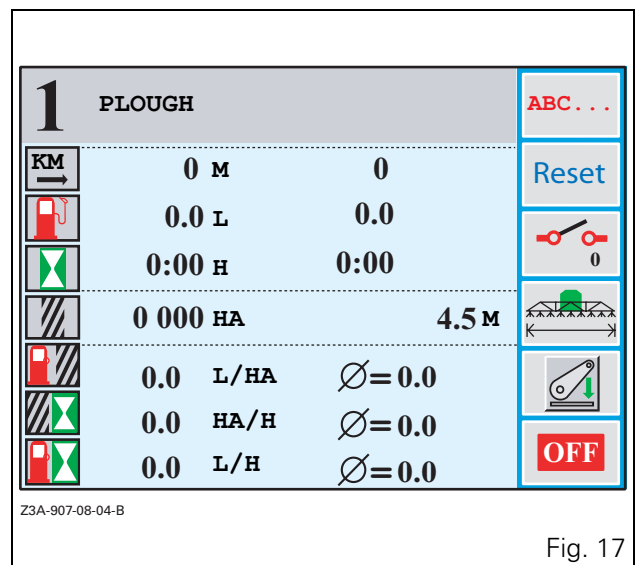 1 PLOUGH ABC...
KM 0 M 0 Reset
0.0 L 0.0
0:00 H 0:00 0
0 000 HA 4.5 M
0.0 L/HA Ø=0.0
0.0 HA/H Ø=0.0
0.0 L/H Ø=0.0 OFF
Z3A-907-08-04-B
Fig. 17